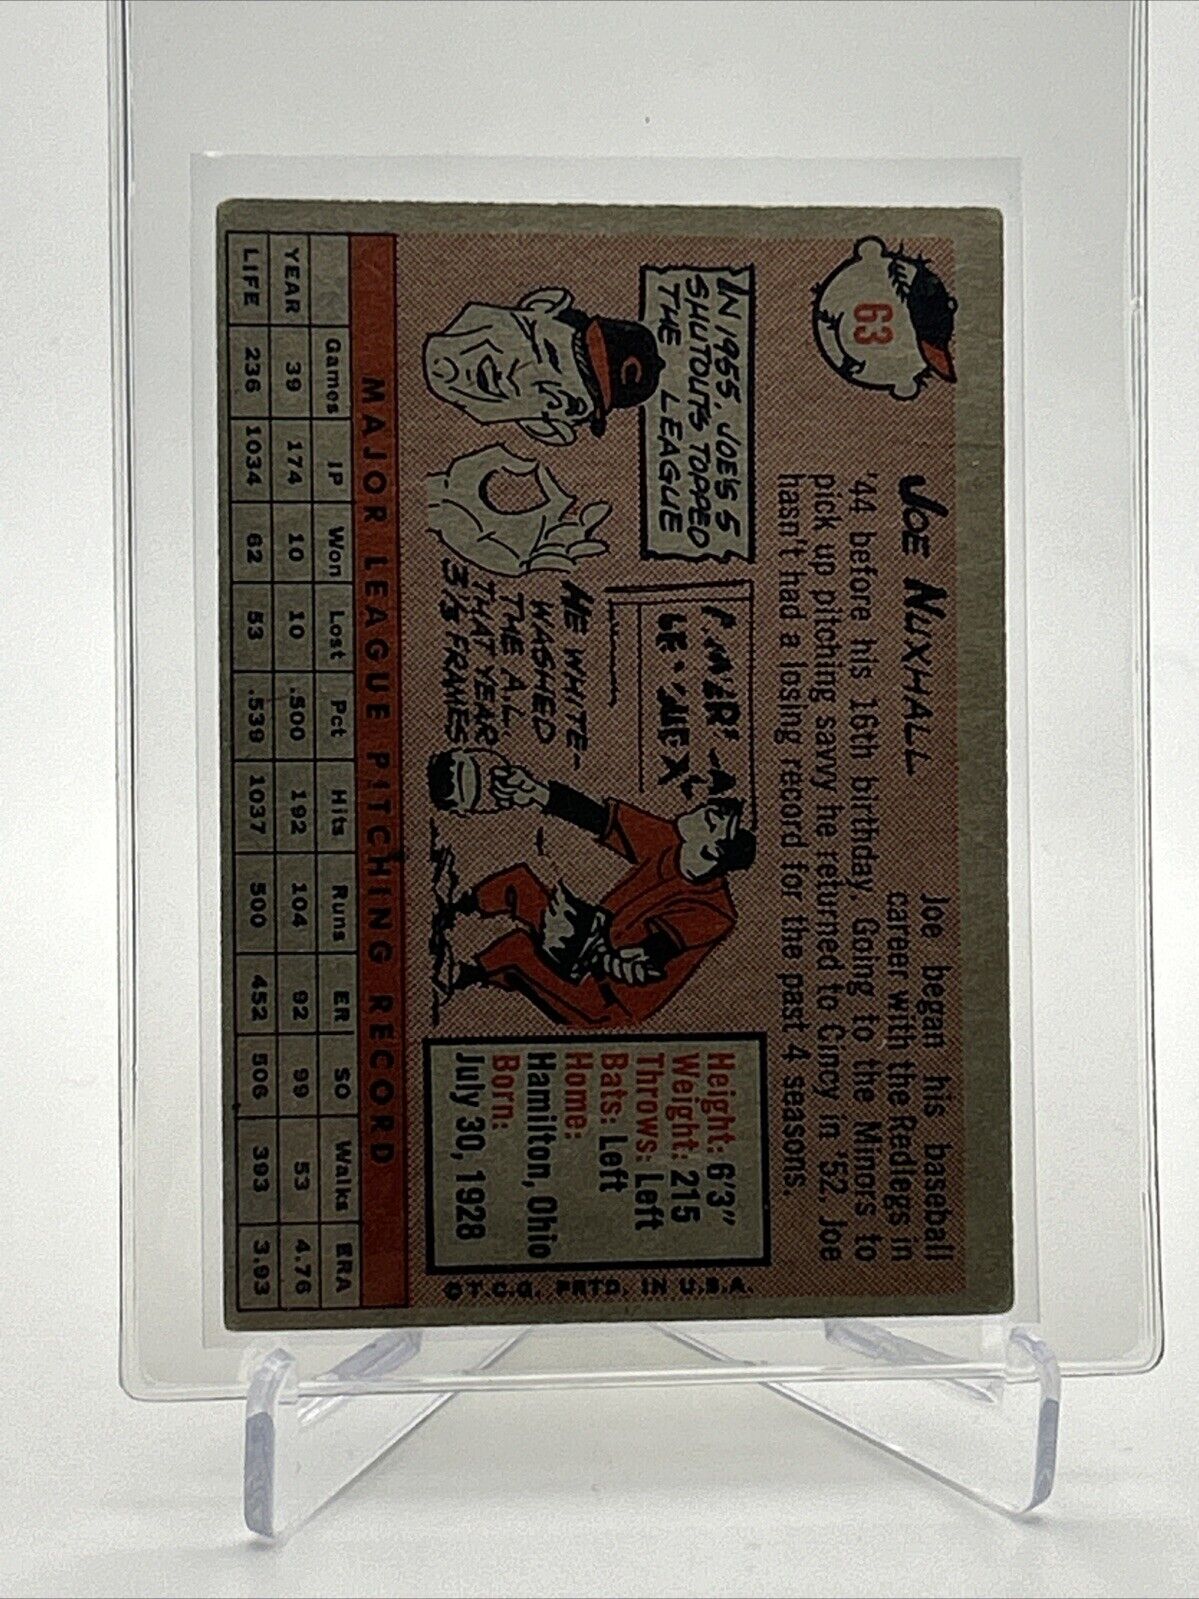 63
JOE NUXHALL
Joe began his baseball
career with the Redlegs in
'44 before his 16th birthday. Going to the Minors to
pick up pitching savvy he returned to Cincy in '52. Joe
hasn't had a losing record for the past 4 seasons.
IN 1955, JOE'S 5
SHUTOUTS TOPPED
THE LEAGUE
C
HE WHITE-
WASHED
THE A.L.
THAT YEAR
3⅓ FRAMES
Height: 6'3"
Weight: 215
Throws: Left
Bats: Left
Home:
Hamilton, Ohio
Born:
July 30, 1928
© T.C.G. PRTD. IN U.S.A.
MAJOR LEAGUE PITCHING RECORD
Games IP Won Lost Pct Hits Runs ER SO Walks ERA
YEAR 39 174 10 10 .500 192 104 92 99 53 4.76
LIFE 236 1034 62 53 .539 1037 500 452 506 393 3.93